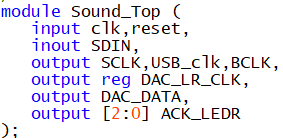 module Sound_Top (
input clk,reset,
inout SDIN,
output SCLK,USB_clk,BCLK,
output reg DAC_LR_CLK,
output DAC_DATA,
output [2:0] ACK_LEDR
);